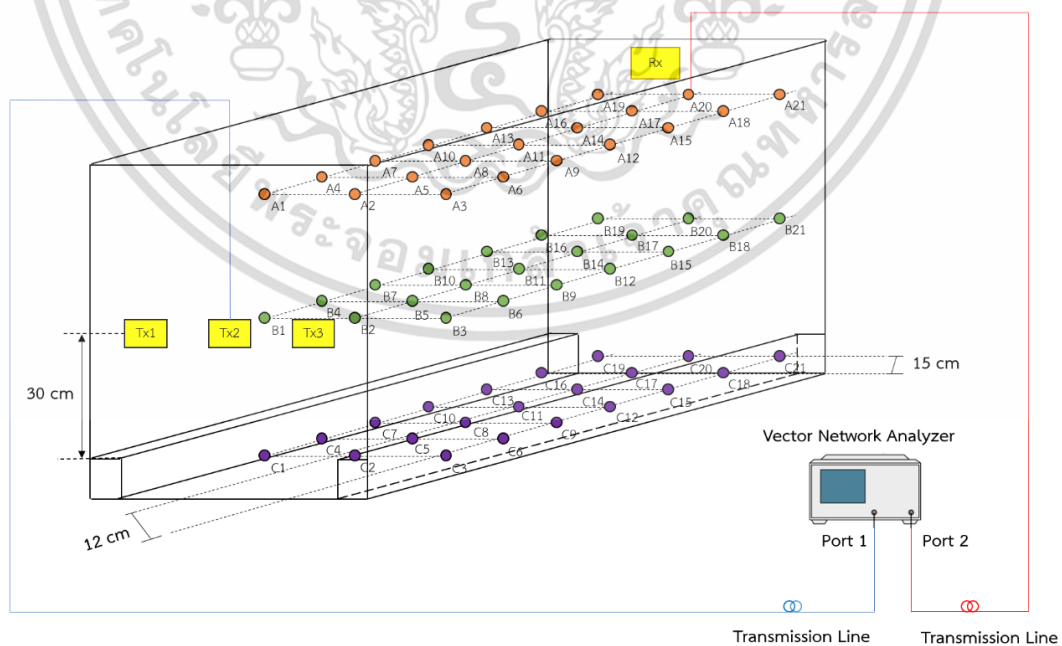 Rx
A19
A20
A21
A16
A17
A18
A13
A14
A15
A10
A11
A12
A7
A8
A9
A4
A5
A6
A1
A2
A3
B19
B20
B21
B16
B17
B18
B13
B14
B15
B10
B11
B12
B7
B8
B9
B4
B5
B6
B1
B2
B3
Tx1
Tx2
Tx3
30 cm
15 cm
C19
C20
C21
C16
C17
C18
C13
C14
C15
C10
C11
C12
C7
C8
C9
C4
C5
C6
C1
C2
C3
12 cm
Vector Network Analyzer
Port 1
Port 2
Transmission Line
Transmission Line